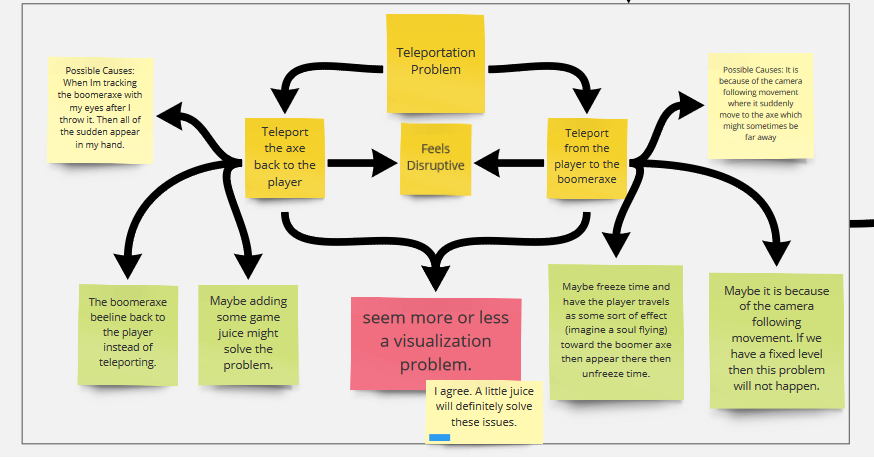 Teleportation
Problem
Possible Causes:
When Im tracking
the boomeraxe with
my eyes after I
throw it. Then all of
the sudden appear
in my hand.
Possible Causes: It is
because of the camera
following movement
where it suddenly
move to the axe which
might sometimes be
far away
Teleport
the axe
back to the
player
Feels
Disruptive
Teleport
from the
player to the
boomeraxe
The boomeraxe
beeline back to
the player
instead of
teleporting.
Maybe adding
some game
juice might
solve the
problem.
seem more or less
a visualization
problem.
I agree. A little juice
will definitely solve
these issues.
Maybe freeze time and
have the player travels
as some sort of effect
(imagine a soul flying)
toward the boomer axe
then appear there then
unfreeze time.
Maybe it is because
of the camera
following
movement. If we
have a fixed level
then this problem
will not happen.